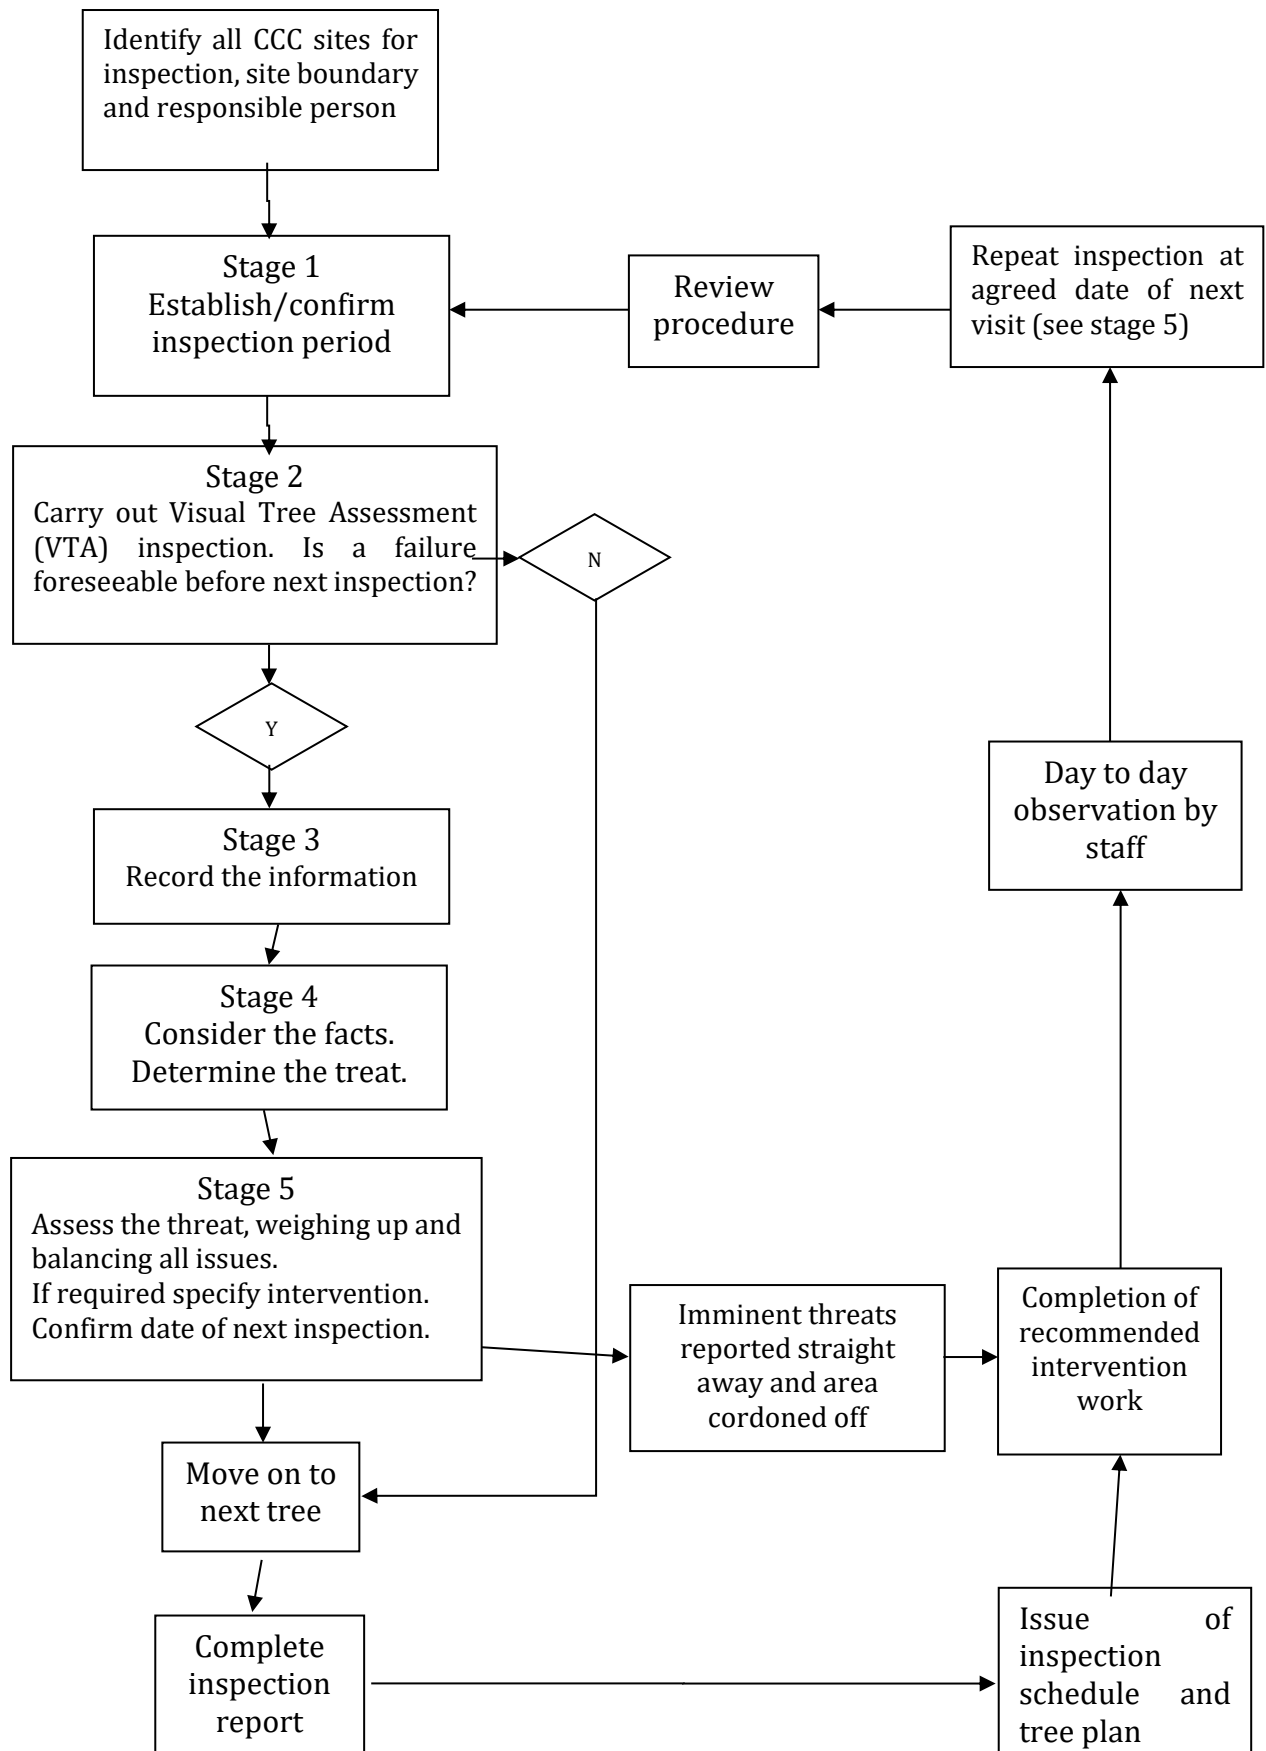 Identify all CCC sites for
inspection, site boundary
and responsible person
Stage 1
Establish/confirm
inspection period
Review
procedure
Repeat inspection at
agreed date of next
visit (see stage 5)
Stage 2
Carry out Visual Tree Assessment
(VTA) inspection. Is a failure
foreseeable before next inspection?
N
Y
Stage 3
Record the information
Day to day
observation by
staff
Stage 4
Consider the facts.
Determine the treat.
Stage 5
Assess the threat, weighing up and
balancing all issues.
If required specify intervention.
Confirm date of next inspection.
Imminent threats
reported straight
away and area
cordoned off
Completion of
recommended
intervention
work
Move on to
next tree
Complete
inspection
report
Issue of
inspection
schedule and
tree plan